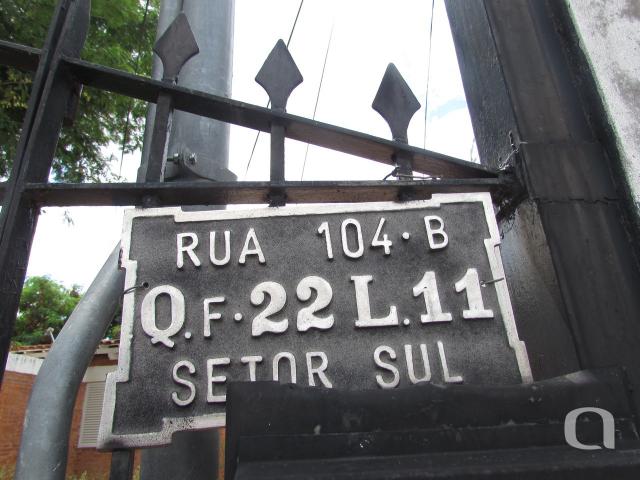 RUA 104-B
Q.F.22 L.11
SETOR SUL
a